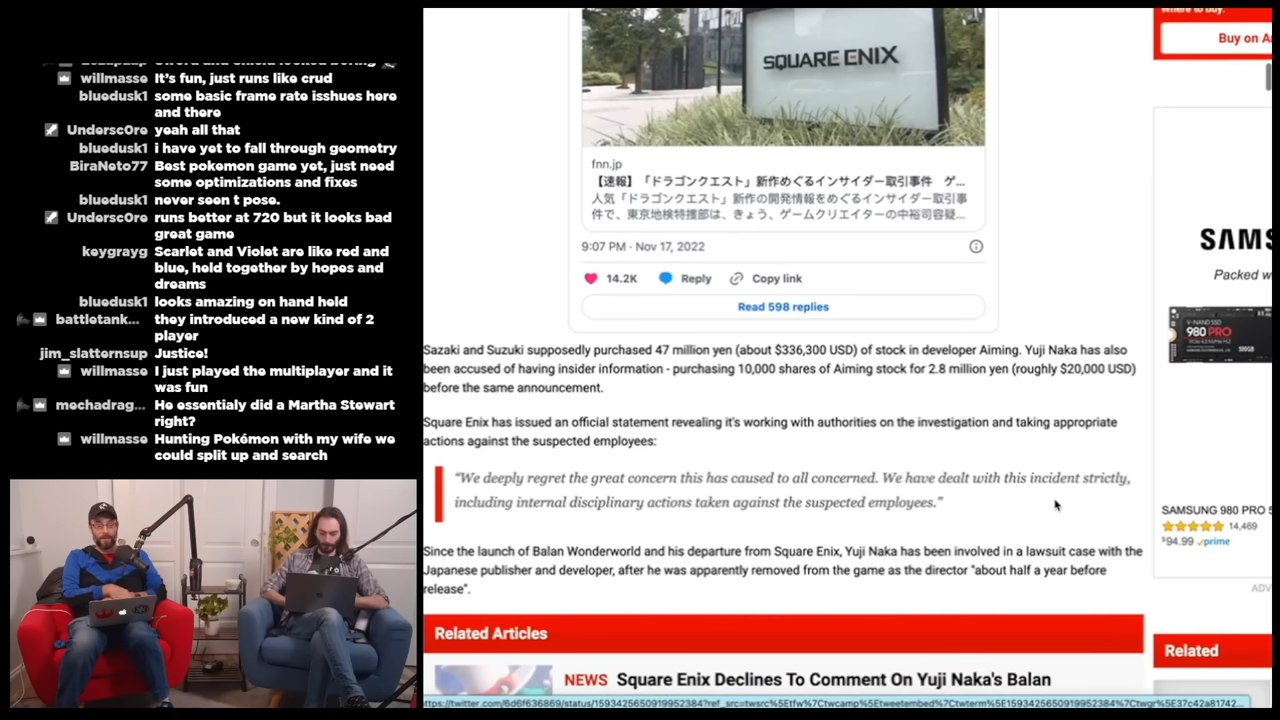 willmasse It's fun, just runs like crud
bluedusk1 some basic frame rate isshues here
and there
Undersc0re yeah all that
bluedusk1 i have yet to fall through geometry
BiraNeto77 Best pokemon game yet, just need
some optimizations and fixes
bluedusk1 never seen t pose.
Undersc0re runs better at 720 but it looks bad
great game
keygrayg Scarlet and Violet are like red and
blue, held together by hopes and
dreams
bluedusk1 looks amazing on hand held
battletank... they introduced a new kind of 2
player
jim_slatternsup Justice!
willmasse I just played the multiplayer and it
was fun
mechadrag... He essentialy did a Martha Stewart
right?
willmasse Hunting Pokémon with my wife we
could split up and search
SQUARE ENIX
fnn.jp
【速報】「ドラゴンクエスト」新作めぐるインサイダー取引事件 ゲ...
人気「ドラゴンクエスト」新作の開発情報をめぐるインサイダー取引事
件で、東京地検特捜部は、きょう、ゲームクリエイターの中裕司容疑...
9:07 PM · Nov 17, 2022
14.2K Reply Copy link
Read 598 replies
Sazaki and Suzuki supposedly purchased 47 million yen (about $336,300 USD) of stock in developer Aiming. Yuji Naka has also
been accused of having insider information - purchasing 10,000 shares of Aiming stock for 2.8 million yen (roughly $20,000 USD)
before the same announcement.
Square Enix has issued an official statement revealing it's working with authorities on the investigation and taking appropriate
actions against the suspected employees:
"We deeply regret the great concern this has caused to all concerned. We have dealt with this incident strictly,
including internal disciplinary actions taken against the suspected employees."
Since the launch of Balan Wonderworld and his departure from Square Enix, Yuji Naka has been involved in a lawsuit case with the
Japanese publisher and developer, after he was apparently removed from the game as the director "about half a year before
release".
Related Articles
NEWS Square Enix Declines To Comment On Yuji Naka's Balan
Buy on A
SAMS
Packed w
V-NAND SSD
980 PRO
SAMSUNG 980 PRO S
14,469
$94.99 prime
ADV
Related